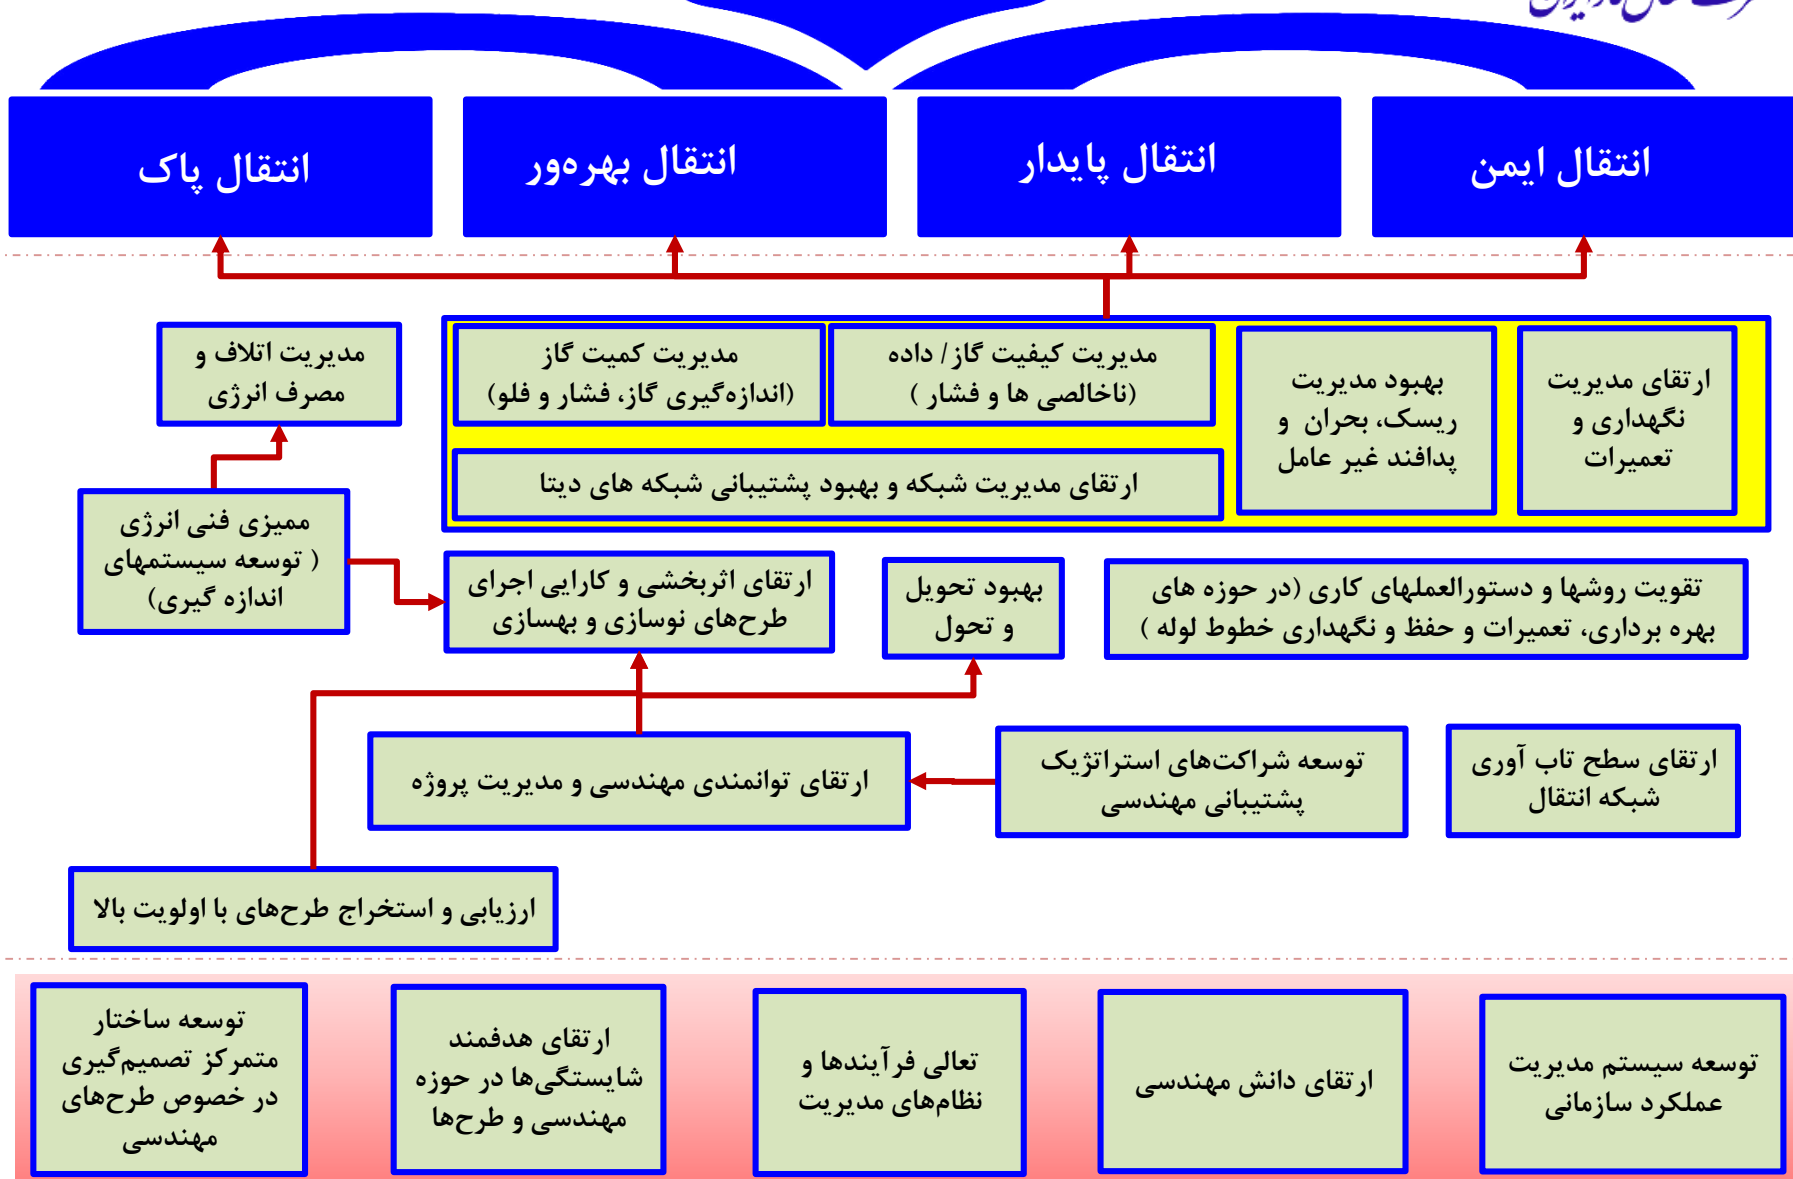 انتقال ایمن
انتقال پایدار
انتقال بهره‌ور
انتقال پاک
ارتقای مدیریت
نگهداری و
تعمیرات
بهبود مدیریت
ریسک، بحران و
پدافند غیر عامل
مدیریت کیفیت گاز/ داده
(ناخالصی ها و فشار )
مدیریت کمیت گاز
(اندازه‌گیری گاز، فشار و فلو)
ارتقای مدیریت شبکه و بهبود پشتیبانی شبکه های دیتا
مدیریت اتلاف و
مصرف انرژی
ممیزی فنی انرژی
( توسعه سیستمهای
اندازه گیری)
تقویت روشها و دستورالعملهای کاری (در حوزه های
بهره برداری، تعمیرات و حفظ و نگهداری خطوط لوله )
بهبود تحویل
و تحول
ارتقای اثربخشی و کارایی اجرای
طرح‌های نوسازی و بهسازی
ارتقای سطح تاب آوری
شبکه انتقال
توسعه شراکت‌های استراتژیک
پشتیبانی مهندسی
ارتقای توانمندی مهندسی و مدیریت پروژه
ارزیابی و استخراج طرح‌های با اولویت بالا
توسعه سیستم مدیریت
عملکرد سازمانی
ارتقای دانش مهندسی
تعالی فرآیندها و
نظام‌های مدیریت
ارتقای هدفمند
شایستگی‌ها در حوزه
مهندسی و طرح‌ها
توسعه ساختار
متمرکز تصمیم‌گیری
در خصوص طرح‌های
مهندسی